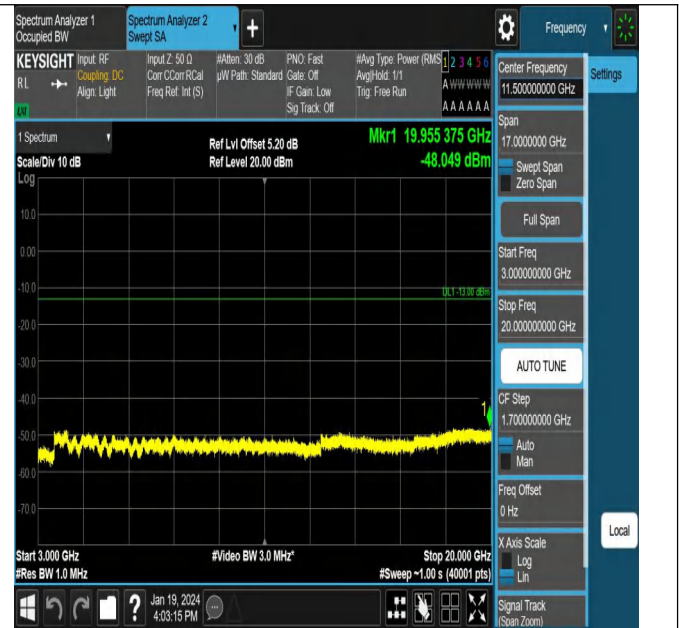 Spectrum Analyzer 1
Occupied BW
Spectrum Analyzer 2
Swept SA
Frequency
KEYSIGHT
RL
LXI
Input: RF
Coupling: DC
Align: Light
Input Z: 50 Ω
Corr CCorr RCal
Freq Ref: Int (S)
#Atten: 30 dB
µW Path: Standard
PNO: Fast
Gate: Off
IF Gain: Low
Sig Track: Off
#Avg Type: Power (RMS
Avg|Hold: 1/1
Trig: Free Run
1 2 3 4 5 6
A W W W W W
A A A A A A
Center Frequency
11.500000000 GHz
Settings
1 Spectrum
Scale/Div 10 dB
Log
Ref Lvl Offset 5.20 dB
Ref Level 20.00 dBm
Mkr1 19.955 375 GHz
-48.049 dBm
Span
17.0000000 GHz
Swept Span
Zero Span
Full Span
Start Freq
3.000000000 GHz
Stop Freq
20.000000000 GHz
AUTO TUNE
CF Step
1.700000000 GHz
Auto
Man
Freq Offset
0 Hz
X Axis Scale
Log
Lin
Signal Track
(Span Zoom)
Local
10.0
0.00
-10.0
DL1 -13.00 dBm
-20.0
-30.0
-40.0
1
-50.0
-60.0
-70.0
Start 3.000 GHz
#Res BW 1.0 MHz
#Video BW 3.0 MHz*
Stop 20.000 GHz
#Sweep ~1.00 s (40001 pts)
?
Jan 19, 2024
4:03:15 PM